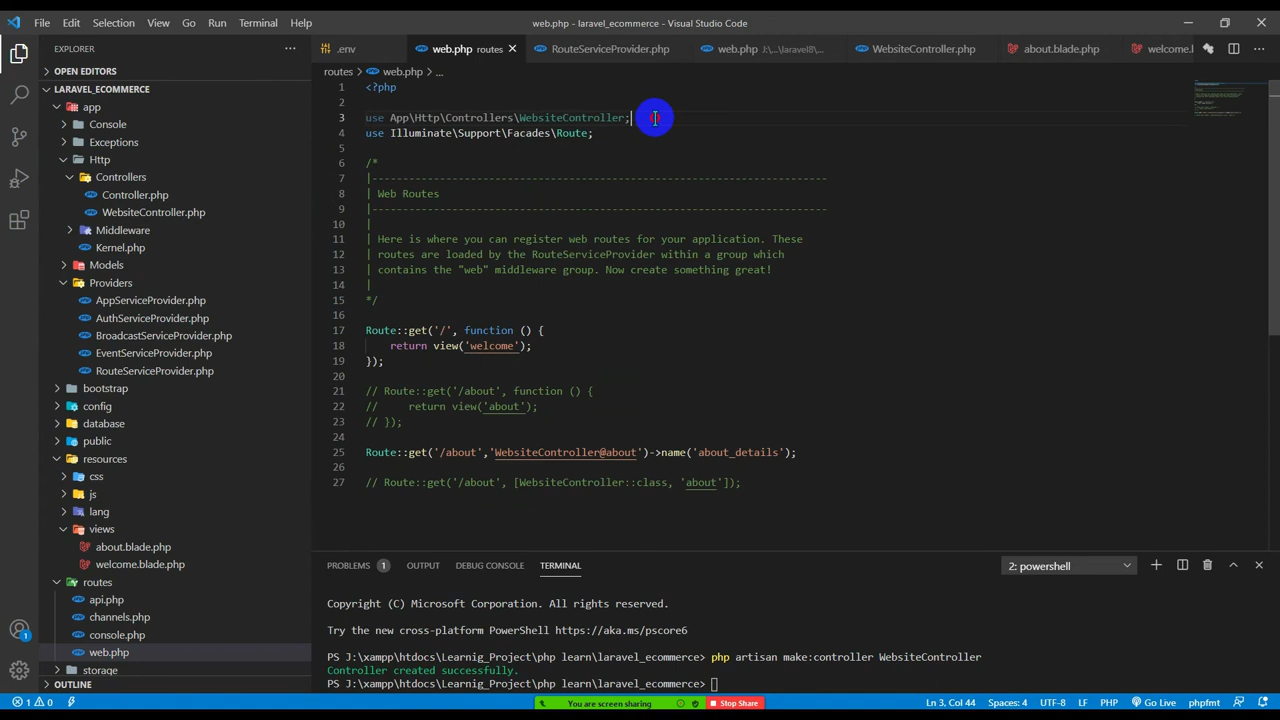 File Edit Selection View Go Run Terminal Help
web.php - laravel_ecommerce - Visual Studio Code
EXPLORER
OPEN EDITORS
LARAVEL_ECOMMERCE
app
Console
Exceptions
Http
Controllers
Controller.php
WebsiteController.php
Middleware
Kernel.php
Models
Providers
AppServiceProvider.php
AuthServiceProvider.php
BroadcastServiceProvider.php
EventServiceProvider.php
RouteServiceProvider.php
bootstrap
config
database
public
resources
css
js
lang
views
about.blade.php
welcome.blade.php
routes
api.php
channels.php
console.php
web.php
storage
OUTLINE
.env
web.php routes
RouteServiceProvider.php
web.php J:\...\laravel8\...
WebsiteController.php
about.blade.php
welcome.l
routes > web.php > ...
1 <?php
2
3 use App\Http\Controllers\WebsiteController;
4 use Illuminate\Support\Facades\Route;
5
6 /*
7 |--------------------------------------------------------------------------
8 | Web Routes
9 |--------------------------------------------------------------------------
10 |
11 | Here is where you can register web routes for your application. These
12 | routes are loaded by the RouteServiceProvider within a group which
13 | contains the "web" middleware group. Now create something great!
14 |
15 */
16
17 Route::get('/', function () {
18 return view('welcome');
19 });
20
21 // Route::get('/about', function () {
22 // return view('about');
23 // });
24
25 Route::get('/about','WebsiteController@about')->name('about_details');
26
27 // Route::get('/about', [WebsiteController::class, 'about']);
PROBLEMS 1 OUTPUT DEBUG CONSOLE TERMINAL
2: powershell
Copyright (C) Microsoft Corporation. All rights reserved.
Try the new cross-platform PowerShell https://aka.ms/pscore6
PS J:\xampp\htdocs\Learnig_Project\php learn\laravel_ecommerce> php artisan make:controller WebsiteController
Controller created successfully.
PS J:\xampp\htdocs\Learnig_Project\php learn\laravel_ecommerce>
1
1 0
You are screen sharing Stop Share
Ln 3, Col 44 Spaces: 4 UTF-8 LF PHP Go Live phpfmt